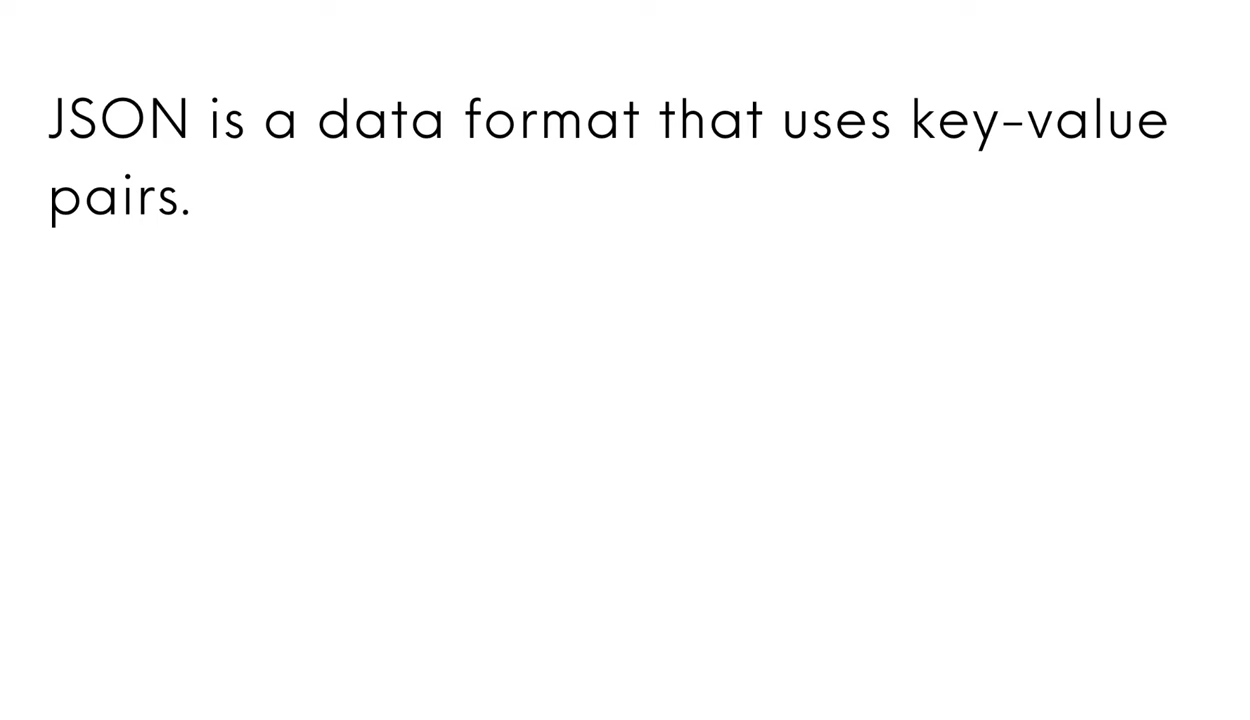 JSON is a data format that uses key-value
pairs.